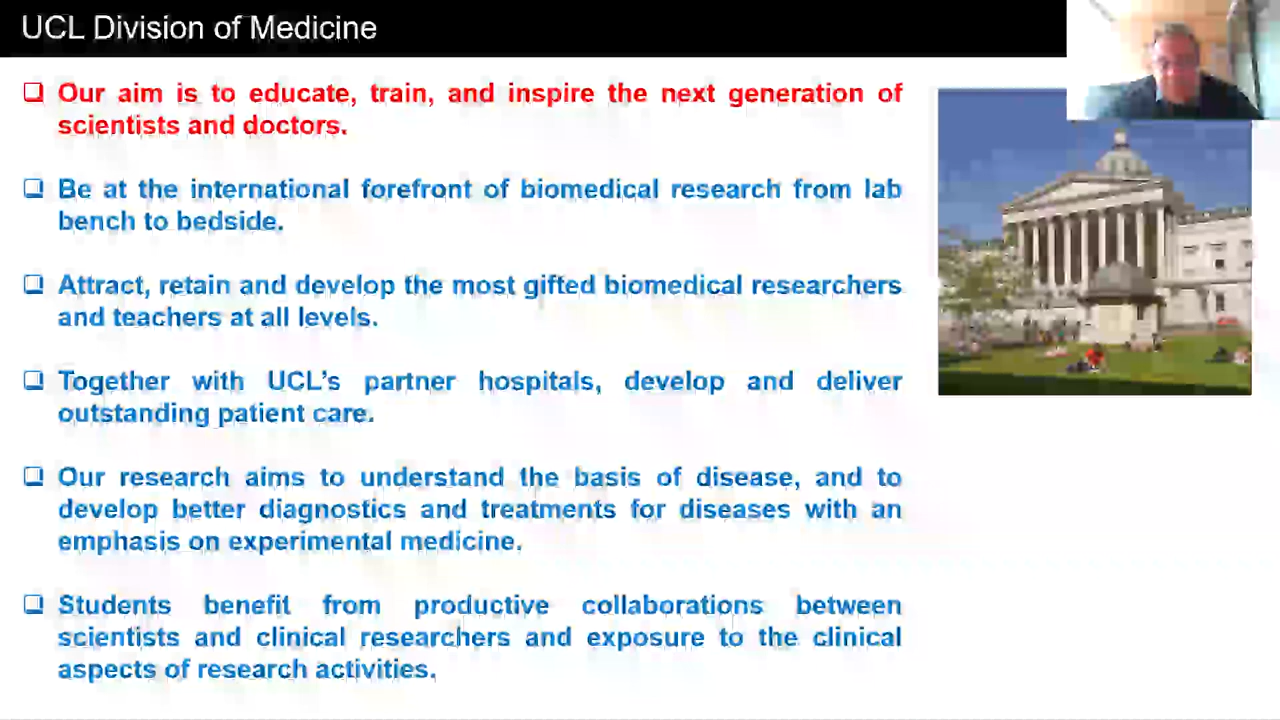 UCL Division of Medicine
Our aim is to educate, train, and inspire the next generation of
scientists and doctors.
Be at the international forefront of biomedical research from lab
bench to bedside.
Attract, retain and develop the most gifted biomedical researchers
and teachers at all levels.
Together with UCL’s partner hospitals, develop and deliver
outstanding patient care.
Our research aims to understand the basis of disease, and to
develop better diagnostics and treatments for diseases with an
emphasis on experimental medicine.
Students benefit from productive collaborations between
scientists and clinical researchers and exposure to the clinical
aspects of research activities.